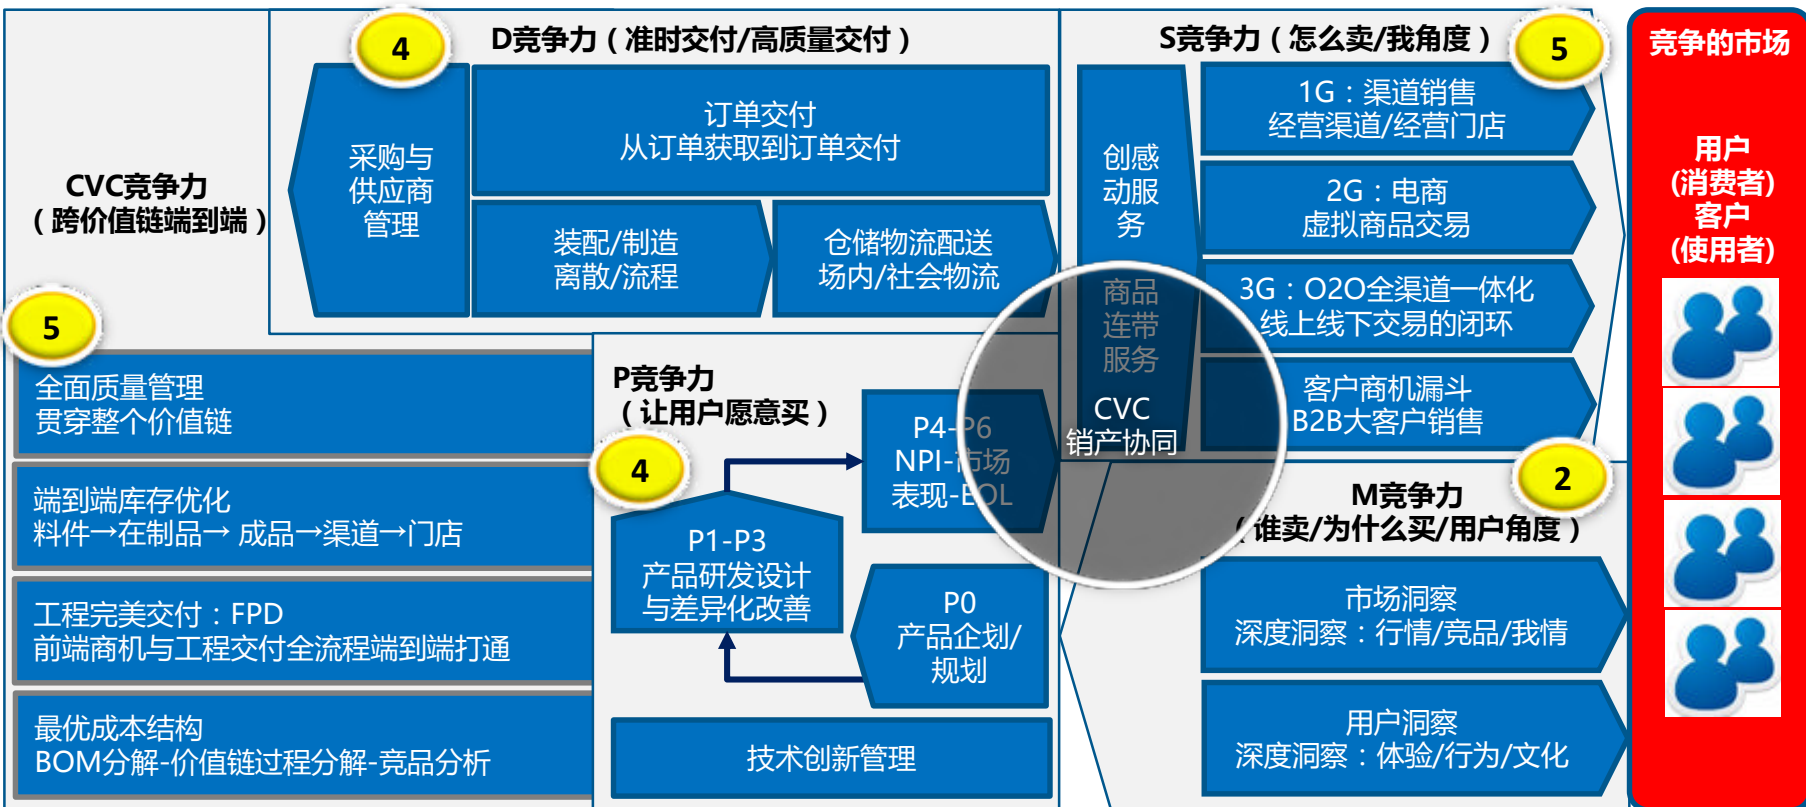 D竞争力（准时交付/高质量交付）
4
采购与
供应商
管理
订单交付
从订单获取到订单交付
装配/制造
离散/流程
仓储物流配送
场内/社会物流
S竞争力（怎么卖/我角度）
5
创感
动服
务
商品
连带
服务
1G：渠道销售
经营渠道/经营门店
2G：电商
虚拟商品交易
3G：O2O全渠道一体化
线上线下交易的闭环
客户商机漏斗
B2B大客户销售
CVC
销产协同
竞争的市场
用户
(消费者)
客户
(使用者)
CVC竞争力
（跨价值链端到端）
5
全面质量管理
贯穿整个价值链
端到端库存优化
料件→在制品→ 成品→渠道→门店
工程完美交付：FPD
前端商机与工程交付全流程端到端打通
最优成本结构
BOM分解-价值链过程分解-竞品分析
P竞争力
（让用户愿意买）
4
P4-P6
NPI-市场
表现-EOL
P1-P3
产品研发设计
与差异化改善
P0
产品企划/
规划
技术创新管理
2
M竞争力
（谁卖/为什么买/用户角度）
市场洞察
深度洞察：行情/竞品/我情
用户洞察
深度洞察：体验/行为/文化